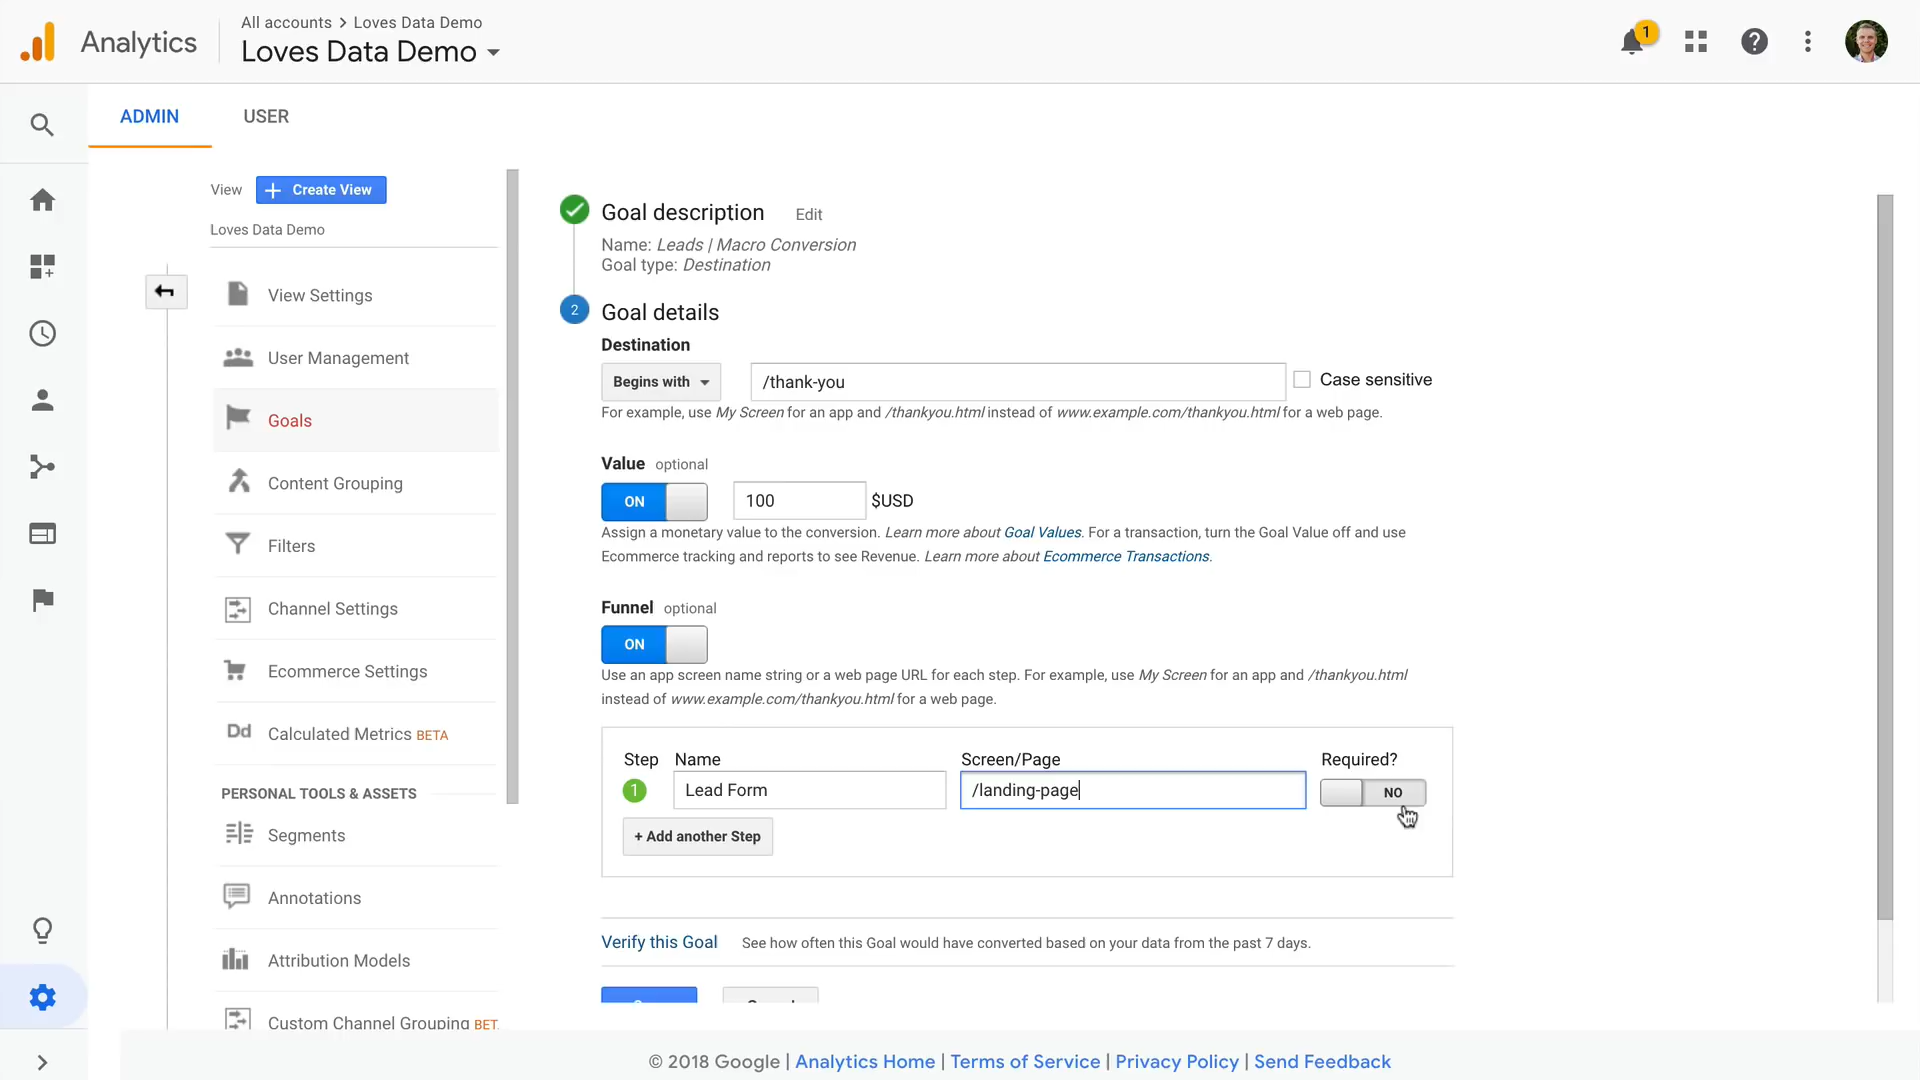 Analytics
All accounts > Loves Data Demo
Loves Data Demo
1
ADMIN
USER
View
Create View
Loves Data Demo
View Settings
User Management
Goals
Content Grouping
Filters
Channel Settings
Ecommerce Settings
Dd Calculated Metrics BETA
PERSONAL TOOLS & ASSETS
Segments
Annotations
Attribution Models
Custom Channel Grouping BET
Goal description Edit
Name: Leads | Macro Conversion
Goal type: Destination
2 Goal details
Destination
Begins with /thank-you Case sensitive
For example, use My Screen for an app and /thankyou.html instead of www.example.com/thankyou.html for a web page.
Value optional
ON 100 $USD
Assign a monetary value to the conversion. Learn more about Goal Values. For a transaction, turn the Goal Value off and use
Ecommerce tracking and reports to see Revenue. Learn more about Ecommerce Transactions.
Funnel optional
ON
Use an app screen name string or a web page URL for each step. For example, use My Screen for an app and /thankyou.html
instead of www.example.com/thankyou.html for a web page.
Step Name Screen/Page Required?
1 Lead Form /landing-page NO
+ Add another Step
Verify this Goal See how often this Goal would have converted based on your data from the past 7 days.
© 2018 Google | Analytics Home | Terms of Service | Privacy Policy | Send Feedback